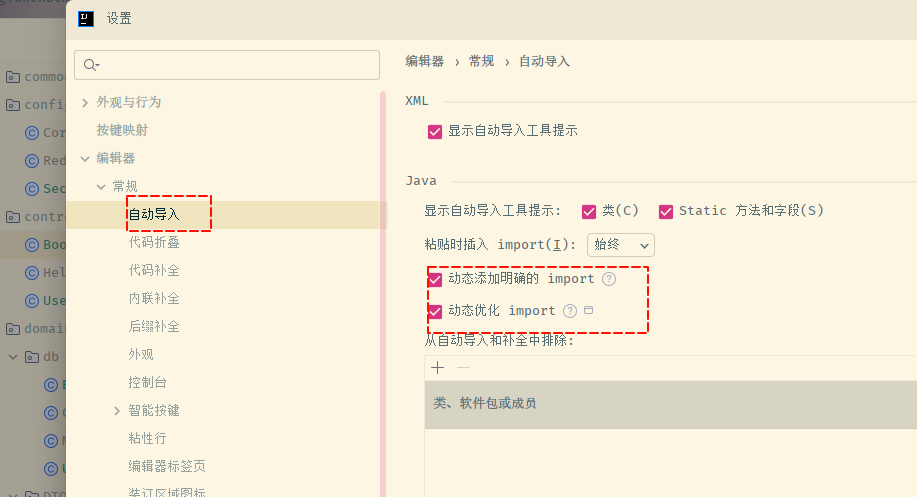 设置
编辑器 › 常规 › 自动导入
外观与行为
按键映射
编辑器
常规
自动导入
代码折叠
代码补全
内联补全
后缀补全
外观
控制台
智能按键
粘性行
编辑器标签页
装订区域图标
XML
显示自动导入工具提示
Java
显示自动导入工具提示: 类(C) Static 方法和字段(S)
粘贴时插入 import(I): 始终
动态添加明确的 import
动态优化 import
从自动导入和补全中排除:
类、软件包或成员
commo
confi
Cor
Red
Sec
contr
Boo
Hel
Use
domai
db